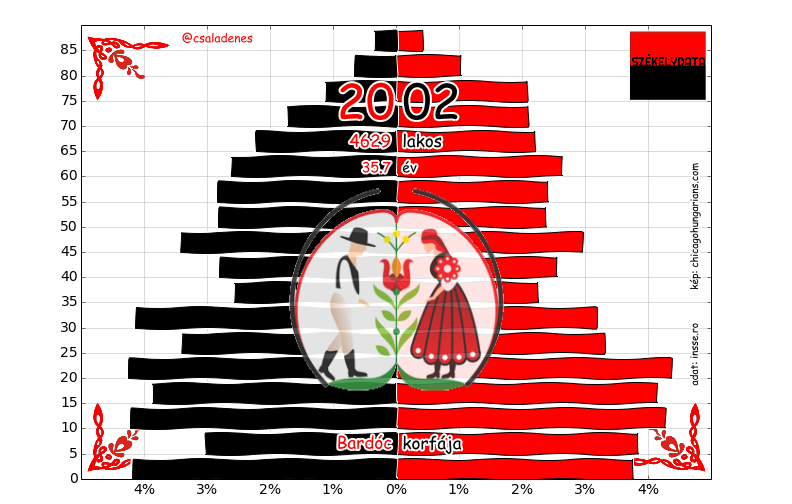 @csaladenes
SZÉKELYDATA
2002
4629 lakos
35.7 év
Bardóc korfája
kép: chicagohungarians.com
adat: insse.ro
85
80
75
70
65
60
55
50
45
40
35
30
25
20
15
10
5
0
4% 3% 2% 1% 0% 1% 2% 3% 4%